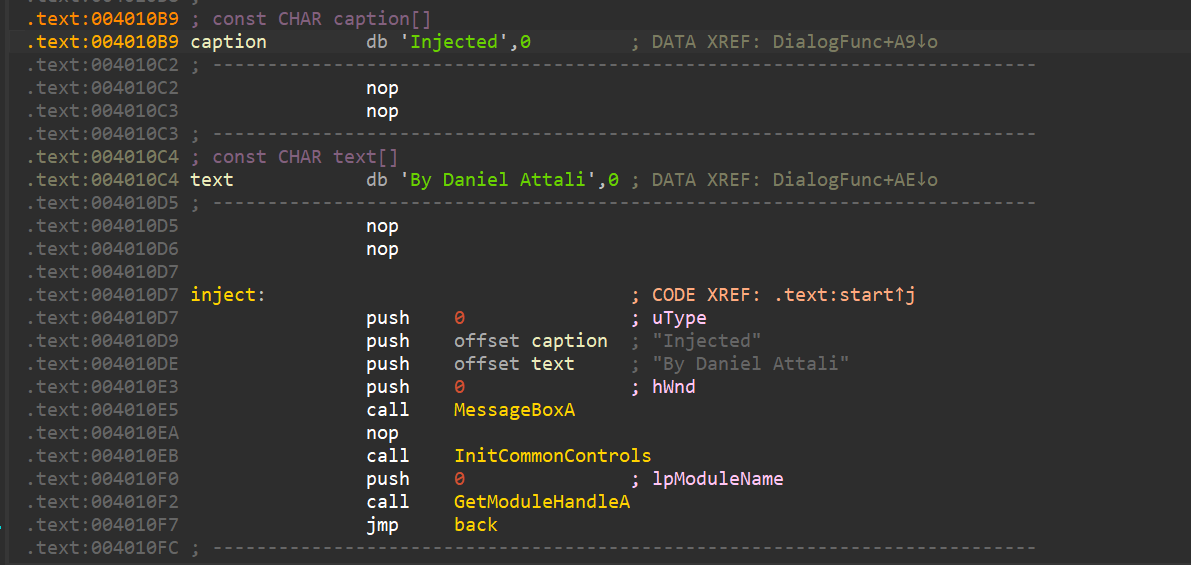 .text:004010B9 ; const CHAR caption[]
.text:004010B9 caption db 'Injected',0 ; DATA XREF: DialogFunc+A9↓o
.text:004010C2 ; ---------------------------------------------------------------------------
.text:004010C2 nop
.text:004010C3 nop
.text:004010C3 ; ---------------------------------------------------------------------------
.text:004010C4 ; const CHAR text[]
.text:004010C4 text db 'By Daniel Attali',0 ; DATA XREF: DialogFunc+AE↓o
.text:004010D5 ; ---------------------------------------------------------------------------
.text:004010D5 nop
.text:004010D6 nop
.text:004010D7
.text:004010D7 inject: ; CODE XREF: .text:start↑j
.text:004010D7 push 0 ; uType
.text:004010D9 push offset caption ; "Injected"
.text:004010DE push offset text ; "By Daniel Attali"
.text:004010E3 push 0 ; hWnd
.text:004010E5 call MessageBoxA
.text:004010EA nop
.text:004010EB call InitCommonControls
.text:004010F0 push 0 ; lpModuleName
.text:004010F2 call GetModuleHandleA
.text:004010F7 jmp back
.text:004010FC ; ---------------------------------------------------------------------------